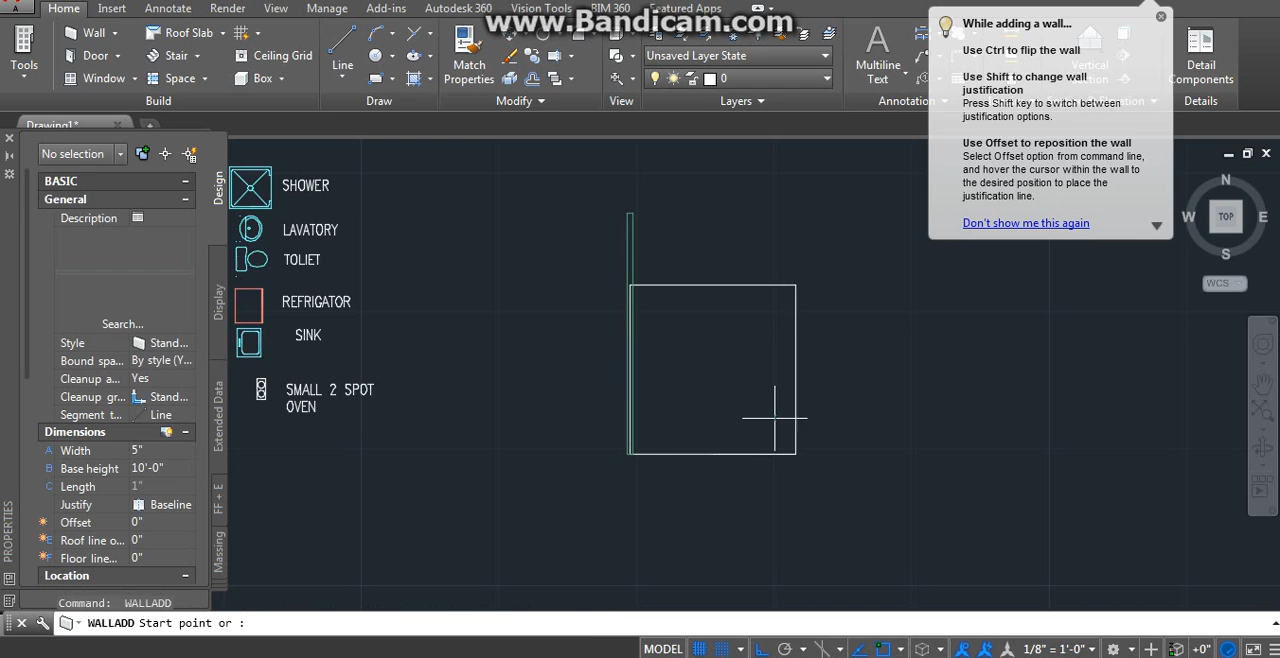 Home Insert Annotate Render View Manage Add-ins Autodesk 360 Vision Tools BIM 360 Featured Apps
www.Bandicam.com
Tools
Wall
Door
Window
Roof Slab
Stair
Space
Ceiling Grid
Box
Line
Match
Properties
Unsaved Layer State
0
Multiline
Text
Vertical
Detail
Components
Build
Draw
Modify
View
Layers
Annotation
Details
While adding a wall...
Use Ctrl to flip the wall
Use Shift to change wall
justification
Press Shift key to switch between
justification options.
Use Offset to reposition the wall
Select Offset option from command line,
and hover the cursor within the wall to
the desired position to place the
justification line.
Don't show me this again
Drawing1*
No selection
BASIC
General
Description
Search...
Style Stand...
Bound spa... By style (Y...
Cleanup a... Yes
Cleanup gr... Stand...
Segment t... Line
Dimensions
A Width 5"
B Base height 10'-0"
C Length 1"
Justify Baseline
Offset 0"
E Roof line o... 0"
F Floor line... 0"
Location
Design
Display
Extended Data
FF + E
Massing
PROPERTIES
SHOWER
LAVATORY
TOLIET
REFRIGATOR
SINK
SMALL 2 SPOT
OVEN
N
W TOP E
S
WCS
Command: WALLADD
WALLADD Start point or :
MODEL 1/8" = 1'-0" +0"